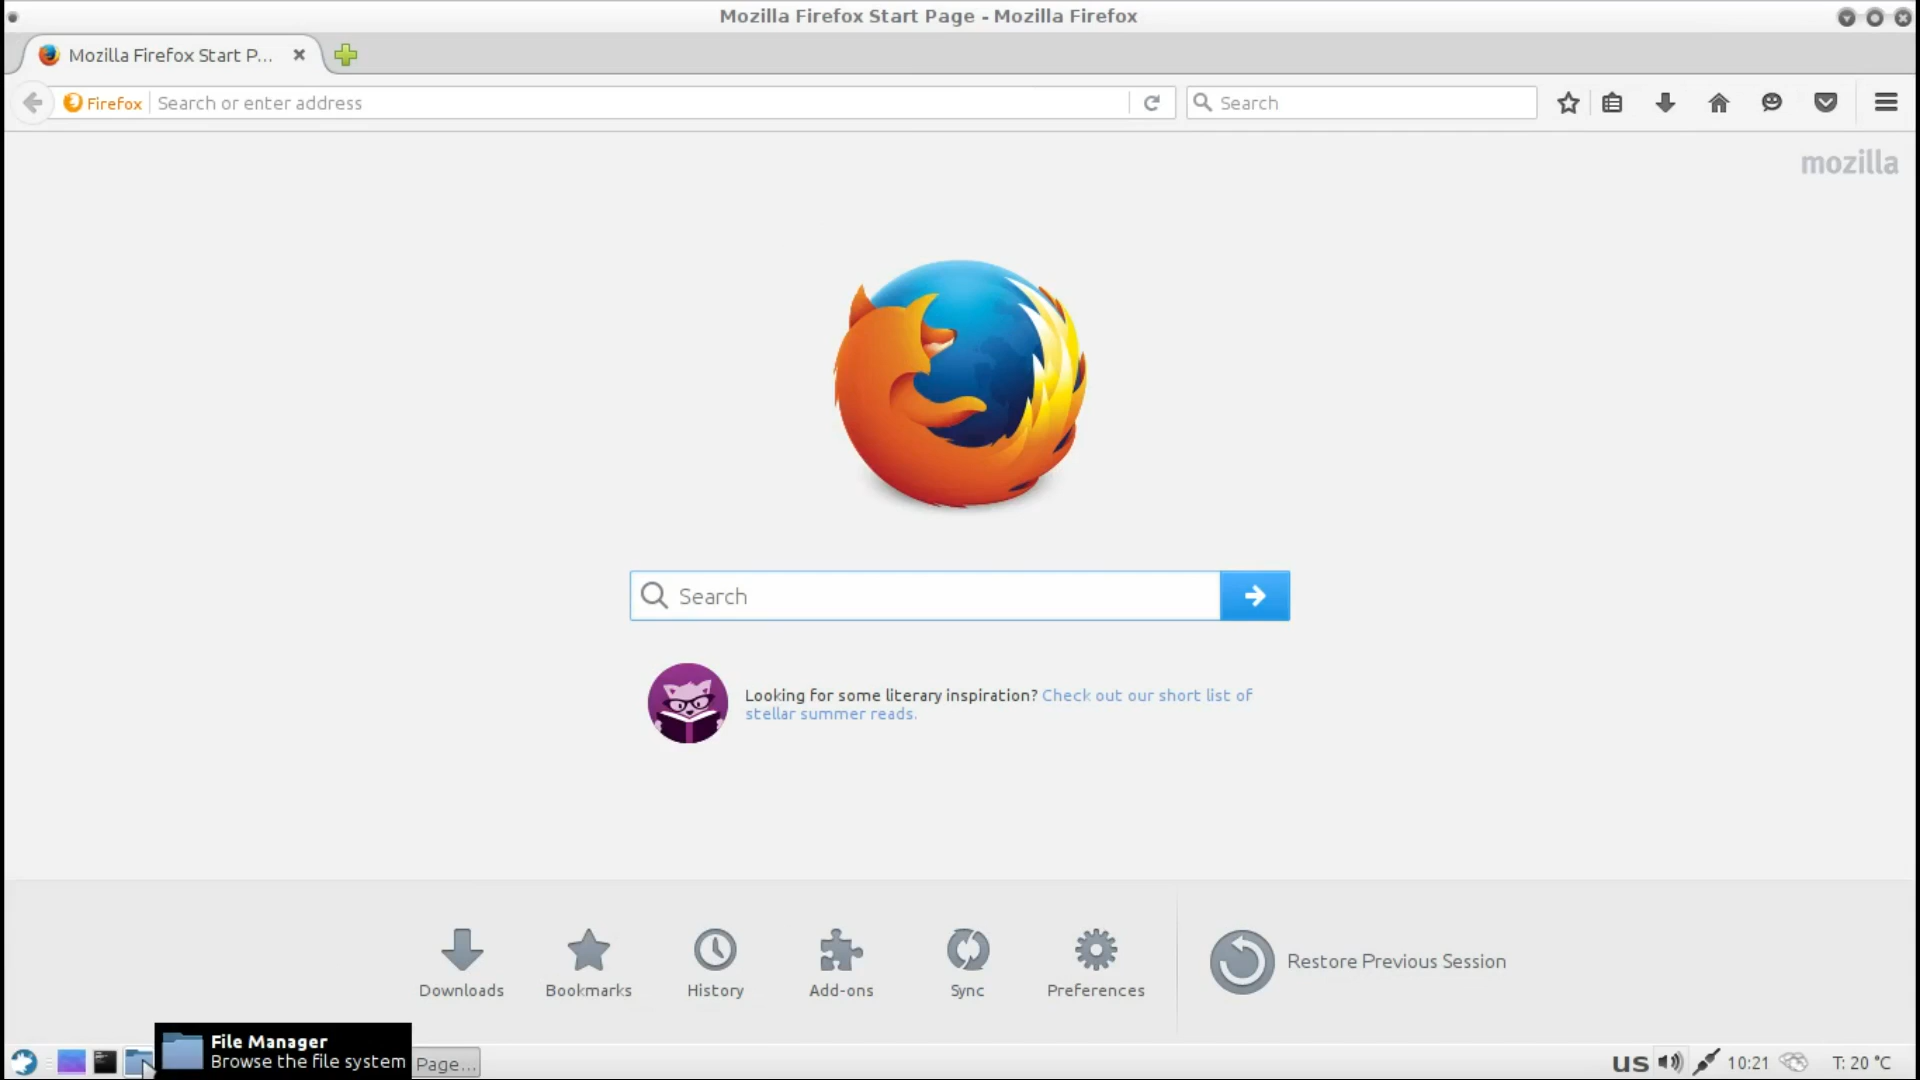 Mozilla Firefox Start Page - Mozilla Firefox
Mozilla Firefox Start P...
Firefox Search or enter address
Search
mozilla
Search
Looking for some literary inspiration? Check out our short list of
stellar summer reads.
Downloads
Bookmarks
History
Add-ons
Sync
Preferences
Restore Previous Session
File Manager
Browse the file system
Page...
us
10:21
T: 20 °C